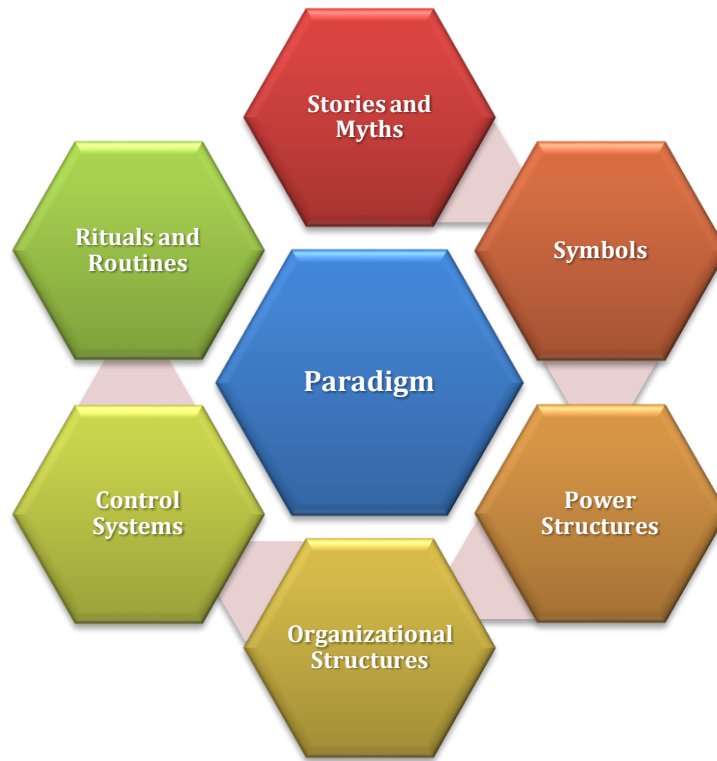 Stories and
Myths
Rituals and
Routines
Symbols
Paradigm
Control
Systems
Power
Structures
Organizational
Structures